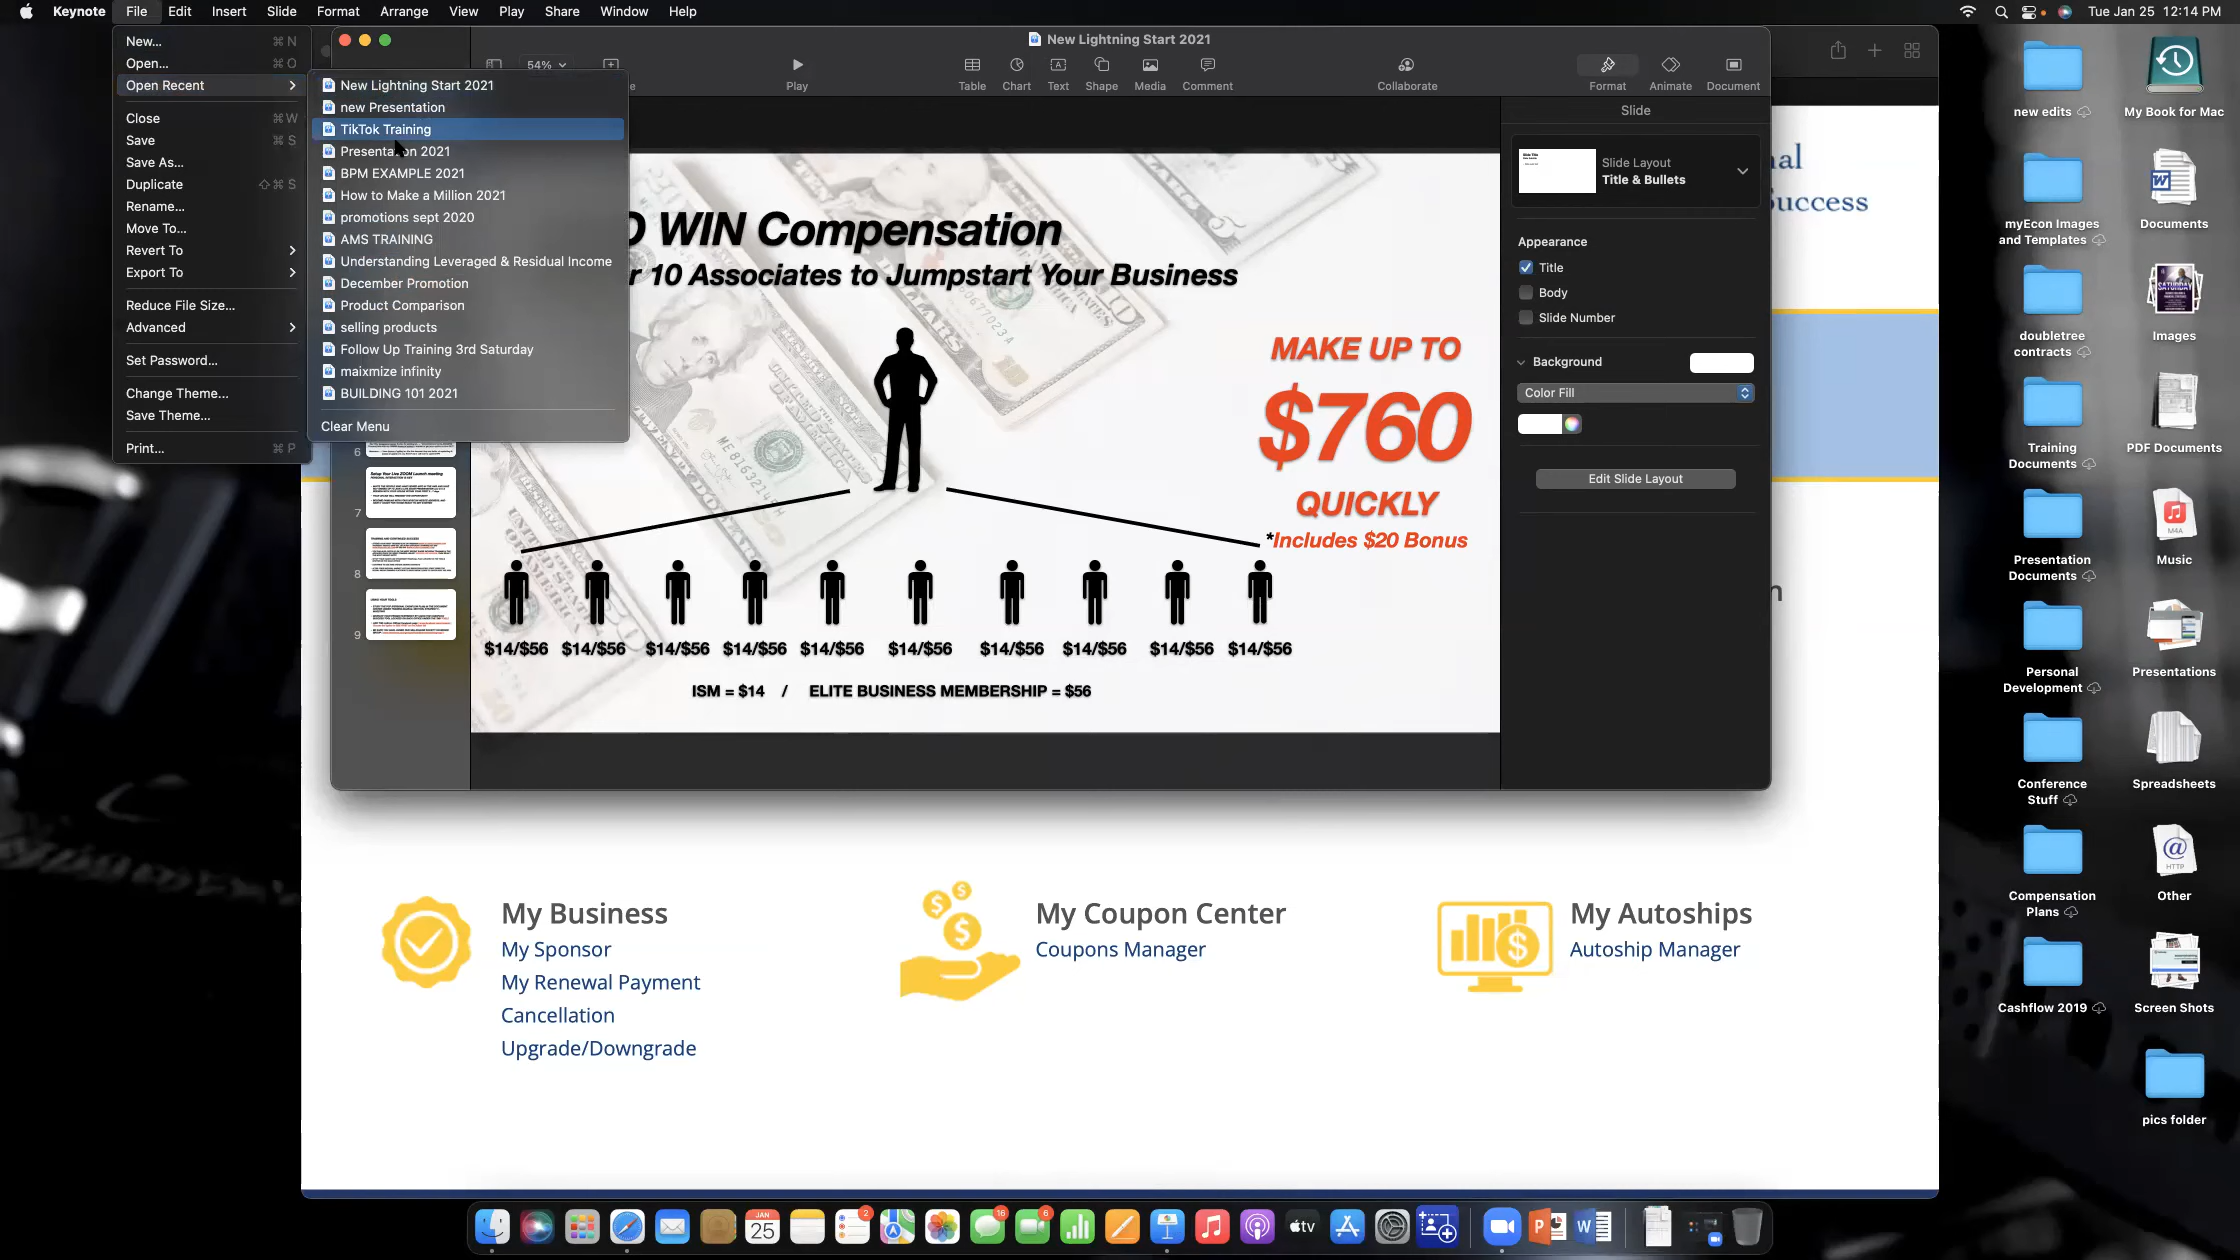 Keynote File Edit Insert Slide Format Arrange View Play Share Window Help
Tue Jan 25 12:14 PM
New... ⌘ N
Open... ⌘ O
Open Recent
Close ⌘ W
Save ⌘ S
Save As...
Duplicate ⇧ ⌘ S
Rename...
Move To...
Revert To
Export To
Reduce File Size...
Advanced
Set Password...
Change Theme...
Save Theme...
Print... ⌘ P
New Lightning Start 2021
new Presentation
TikTok Training
Presentation 2021
BPM EXAMPLE 2021
How to Make a Million 2021
promotions sept 2020
AMS TRAINING
Understanding Leveraged & Residual Income
December Promotion
Product Comparison
selling products
Follow Up Training 3rd Saturday
maixmize infinity
BUILDING 101 2021
Clear Menu
New Lightning Start 2021
54%
Play
Table Chart Text Shape Media Comment
Collaborate
Format Animate Document
6
7
8
9
WIN Compensation
10 Associates to Jumpstart Your Business
MAKE UP TO
$760
QUICKLY
*Includes $20 Bonus
$14/$56 $14/$56 $14/$56 $14/$56 $14/$56 $14/$56 $14/$56 $14/$56 $14/$56 $14/$56
ISM = $14 / ELITE BUSINESS MEMBERSHIP = $56
Slide
Slide Layout
Title & Bullets
Appearance
Title
Body
Slide Number
Background
Color Fill
Edit Slide Layout
My Business
My Sponsor
My Renewal Payment
Cancellation
Upgrade/Downgrade
My Coupon Center
Coupons Manager
My Autoships
Autoship Manager
new edits
My Book for Mac
myEcon Images
and Templates
Documents
doubletree
contracts
Images
Training
Documents
PDF Documents
Presentation
Documents
Music
Personal
Development
Presentations
Conference
Stuff
Spreadsheets
Compensation
Plans
Other
Cashflow 2019
Screen Shots
pics folder
JAN
25
2
16
6
tv